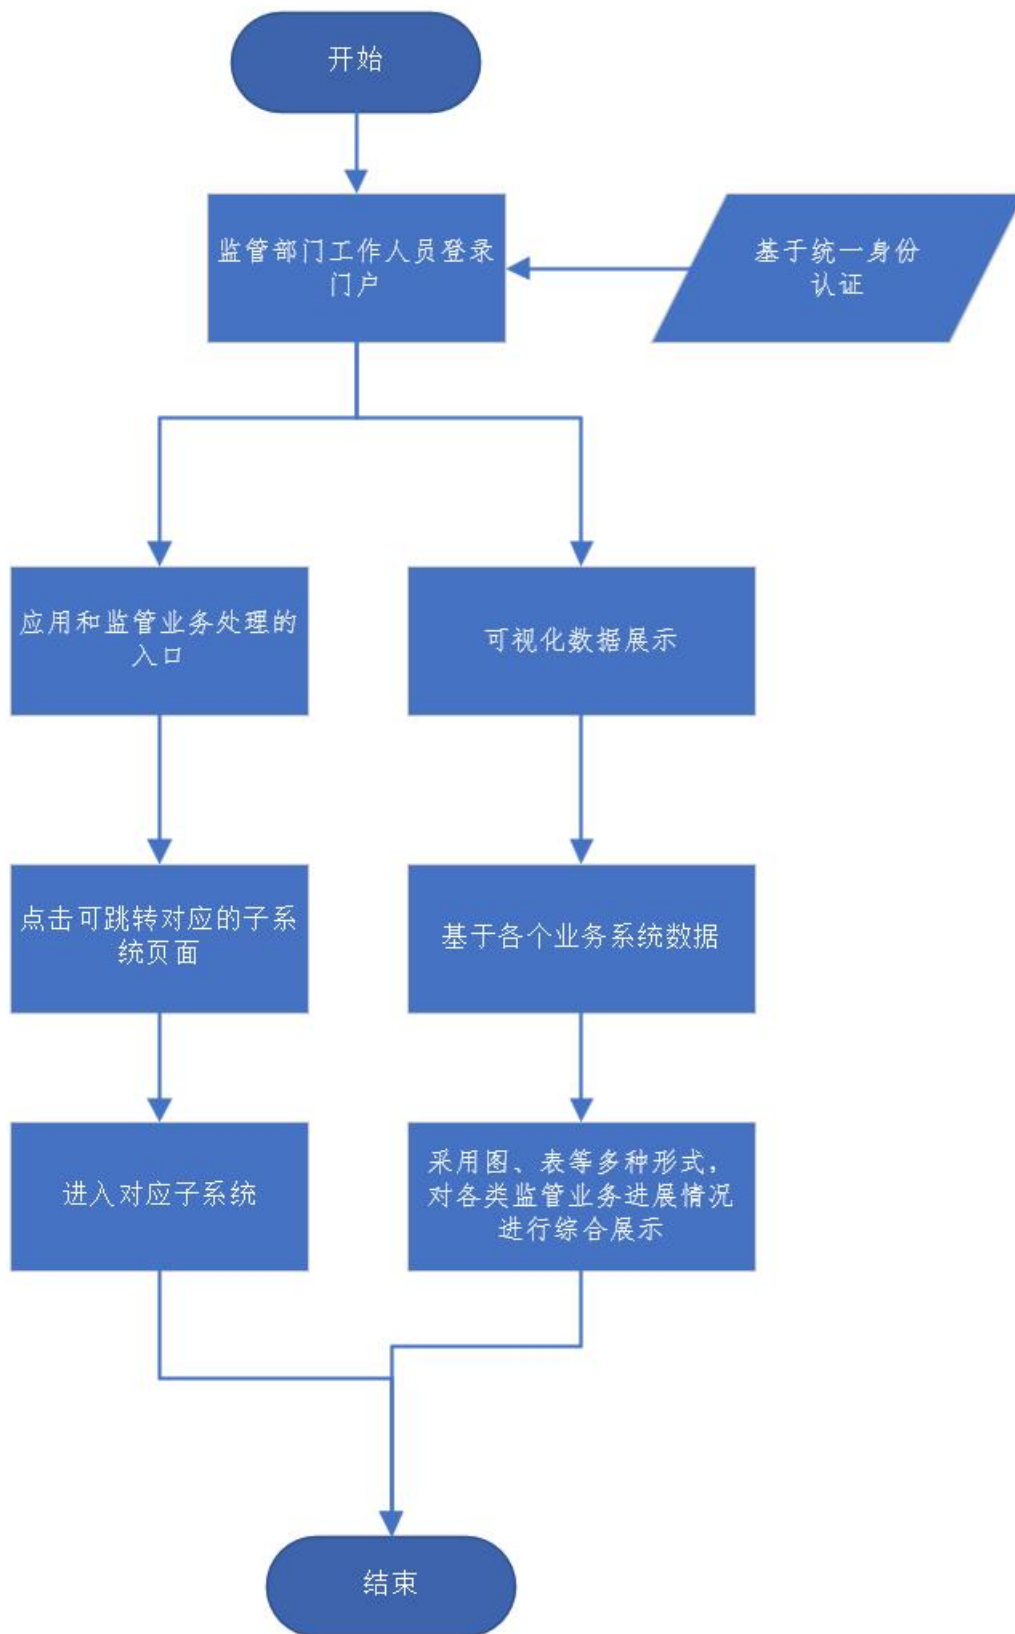 开始
监管部门工作人员登录
门户
基于统一身份
认证
应用和监管业务处理的
入口
可视化数据展示
点击可跳转对应的子系
统页面
基于各个业务系统数据
进入对应子系统
采用图、表等多种形式，
对各类监管业务进展情况
进行综合展示
结束